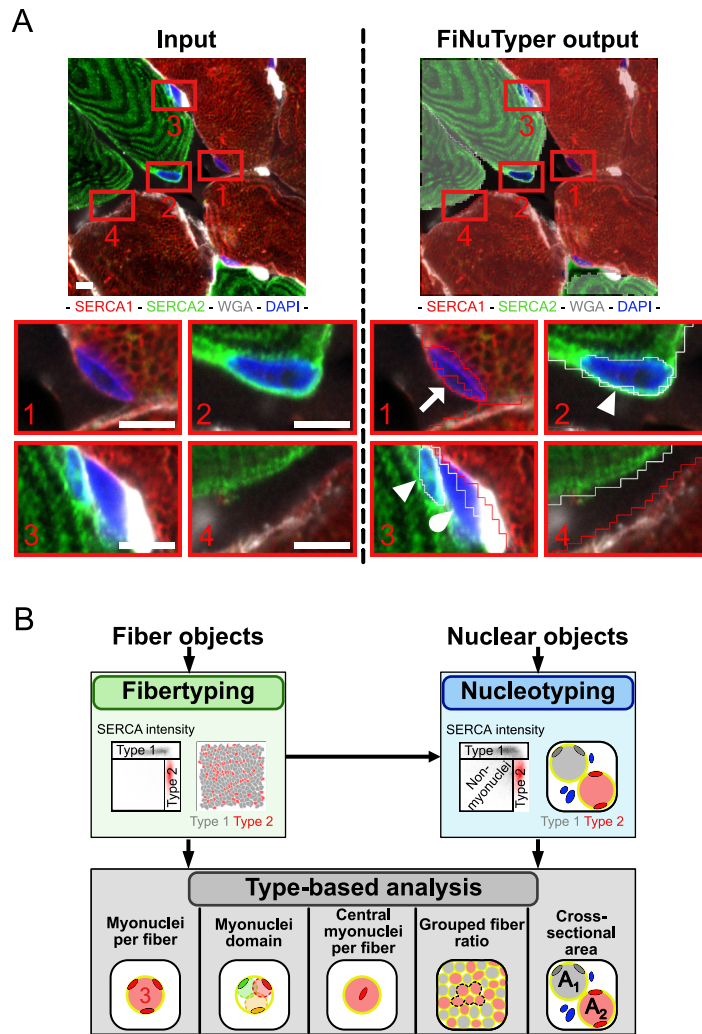 A
Input
FiNuTyper output
3
2
1
4
3
2
1
4
- SERCA1 - SERCA2 - WGA - DAPI -
- SERCA1 - SERCA2 - WGA - DAPI -
1
2
1
2
3
4
3
4
B
Fiber objects
Nuclear objects
Fibertyping
Nucleotyping
SERCA intensity
Type 1
Type 2
Type 1 Type 2
SERCA intensity
Type 1
Non-
myonuclei
Type 2
Type 1 Type 2
Type-based analysis
Myonuclei
per fiber
Myonuclei
domain
Central
myonuclei
per fiber
Grouped fiber
ratio
Cross-
sectional
area
3
A1
A2